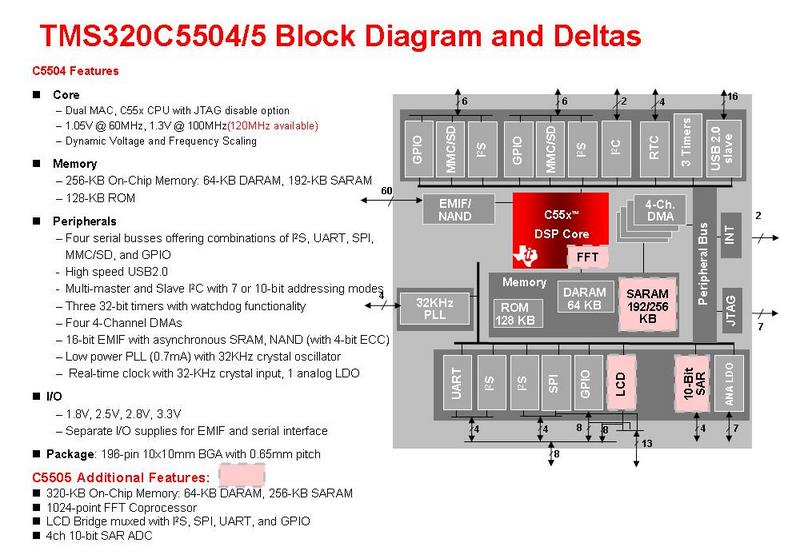 TMS320C5504/5 Block Diagram and Deltas
C5504 Features
■ Core
– Dual MAC, C55x CPU with JTAG disable option
– 1.05V @ 60MHz, 1.3V @ 100MHz(120MHz available)
– Dynamic Voltage and Frequency Scaling
■ Memory
– 256-KB On-Chip Memory: 64-KB DARAM, 192-KB SARAM
– 128-KB ROM
■ Peripherals
– Four serial busses offering combinations of I²S, UART, SPI,
MMC/SD, and GPIO
- High speed USB2.0
- Multi-master and Slave I²C with 7 or 10-bit addressing modes
– Three 32-bit timers with watchdog functionality
– Four 4-Channel DMAs
– 16-bit EMIF with asynchronous SRAM, NAND (with 4-bit ECC)
– Low power PLL (0.7mA) with 32KHz crystal oscillator
– Real-time clock with 32-KHz crystal input, 1 analog LDO
■ I/O
– 1.8V, 2.5V, 2.8V, 3.3V
– Separate I/O supplies for EMIF and serial interface
■ Package: 196-pin 10x10mm BGA with 0.65mm pitch
C5505 Additional Features:
■ 320-KB On-Chip Memory: 64-KB DARAM, 256-KB SARAM
■ 1024-point FFT Coprocessor
■ LCD Bridge muxed with I²S, SPI, UART, and GPIO
■ 4ch 10-bit SAR ADC
6
6
2
4
16
GPIO
MMC/SD
I²S
GPIO
MMC/SD
I²S
I²C
RTC
3 Timers
USB 2.0
slave
60
EMIF/
NAND
C55x™
DSP Core
FFT
4-Ch.
DMA
Peripheral Bus
INT
2
Memory
ROM
128 KB
DARAM
64 KB
SARAM
192/256
KB
4
32KHz
PLL
JTAG
7
UART
I²S
I²S
SPI
GPIO
LCD
10-Bit
SAR
ANA LDO
4
4
8
8
13
4
7
8